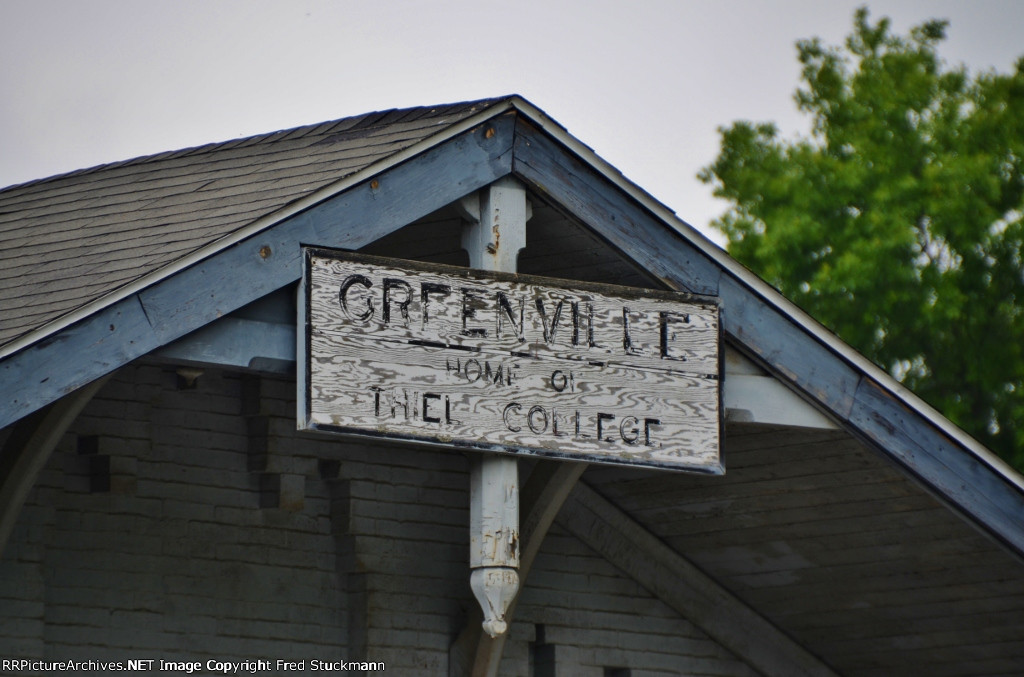 GREENVILLE
HOME OF
THIEL COLLEGE
RRPictureArchives.NET Image Copyright Fred Stuckmann